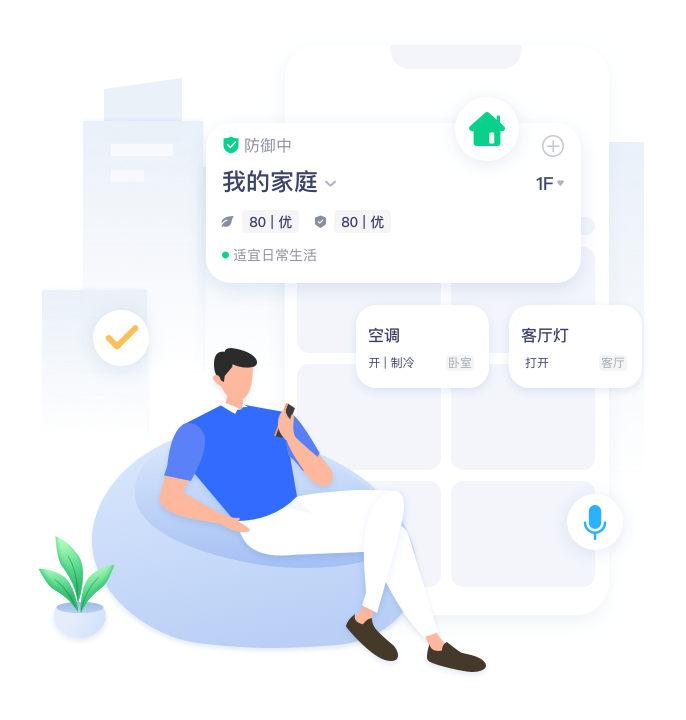 防御中
我的家庭
1F
80 | 优 80 | 优
适宜日常生活
空调
开 | 制冷 卧室
客厅灯
打开 客厅